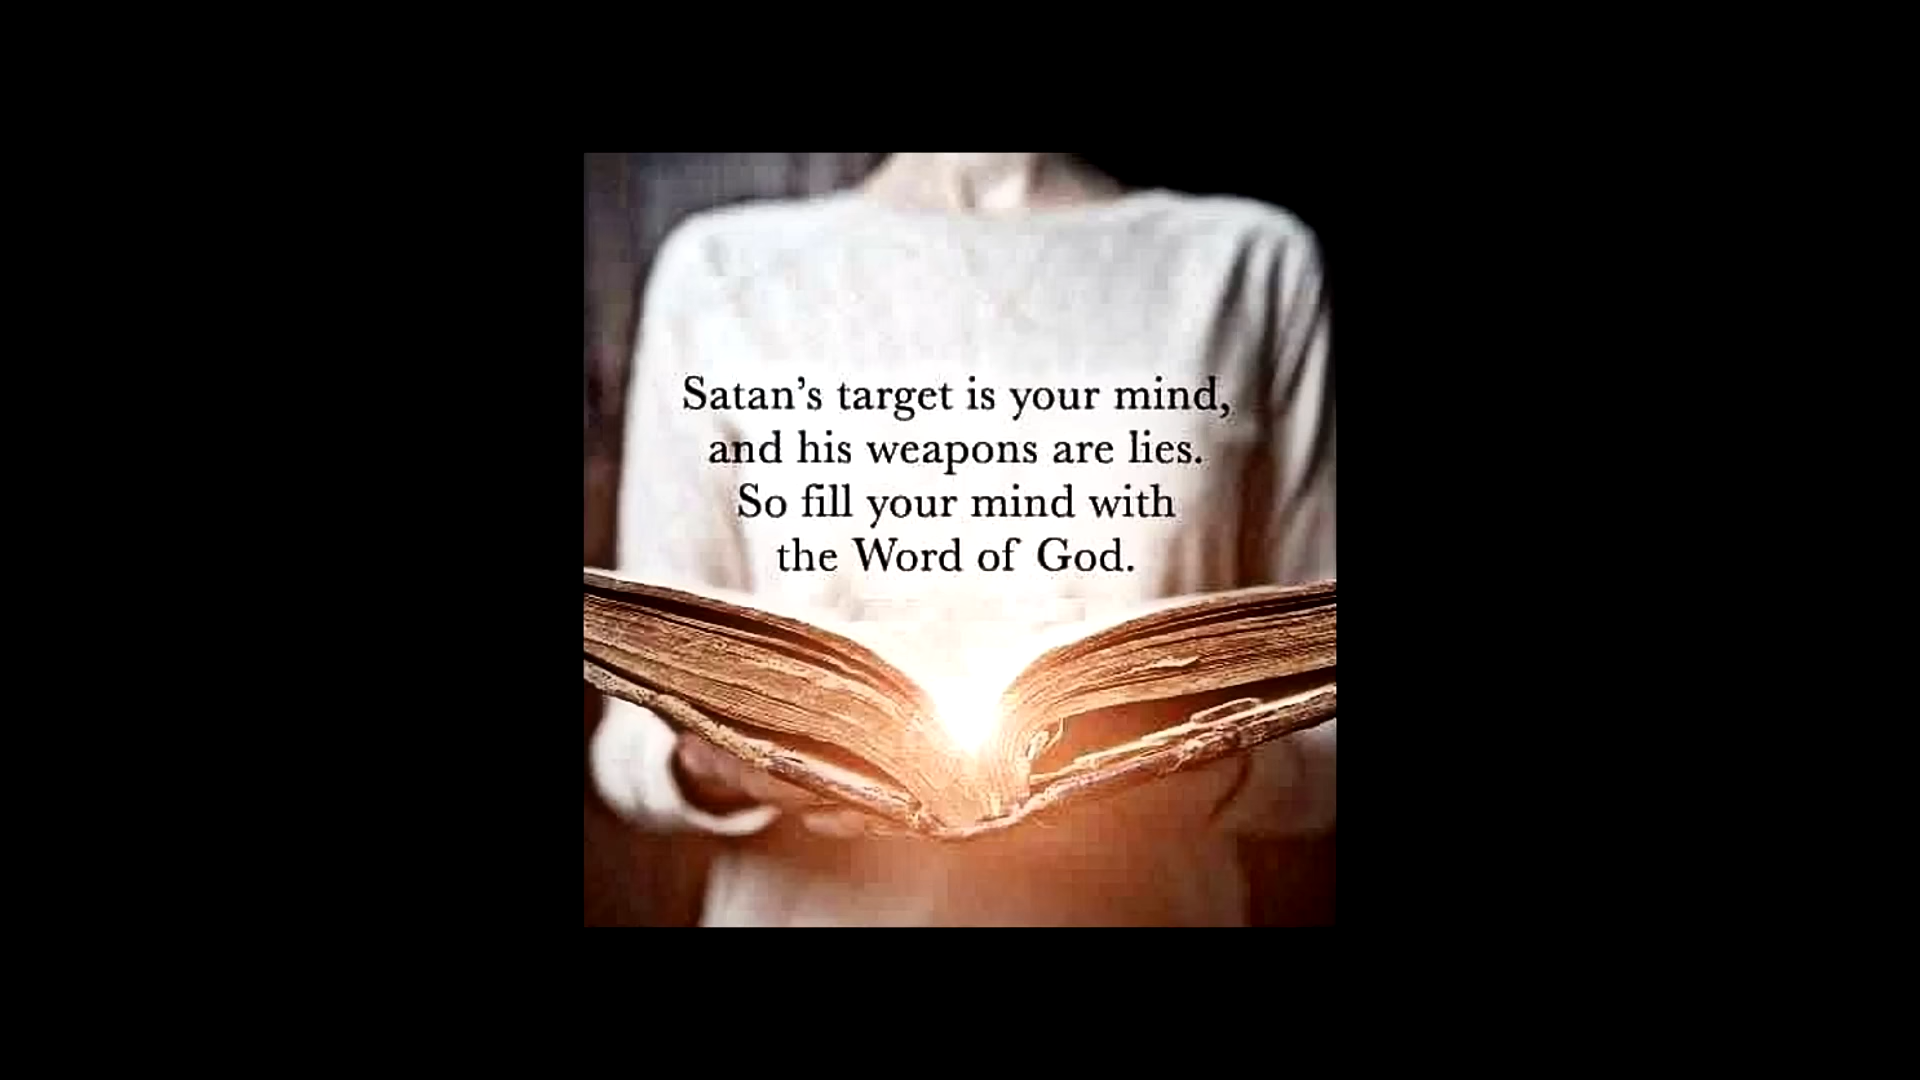 Satan's target is your mind,
and his weapons are lies.
So fill your mind with
the Word of God.